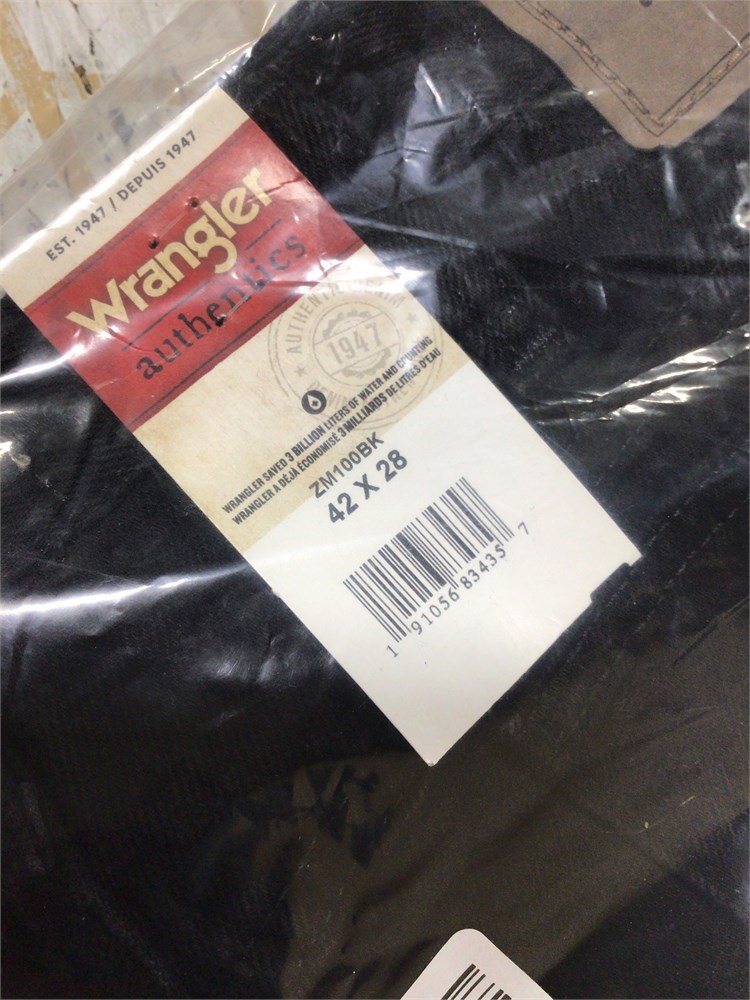 EST. 1947 / DEPUIS 1947
Wrangler
authentics
1947
WRANGLER SAVED 3 BILLION LITERS OF WATER AND COUNTING
WRANGLER A DÉJÀ ÉCONOMISÉ 3 MILLIARDS DE LITRES D'EAU
ZM100BK
42 X 28
1 91056 83435 7